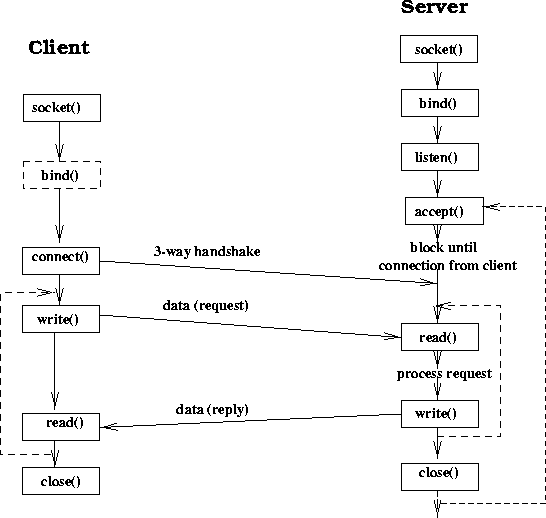 Server
Client
socket()
bind()
listen()
accept()
block until
connection from client
read()
process request
write()
close()
socket()
bind()
connect()
write()
read()
close()
3-way handshake
data (request)
data (reply)